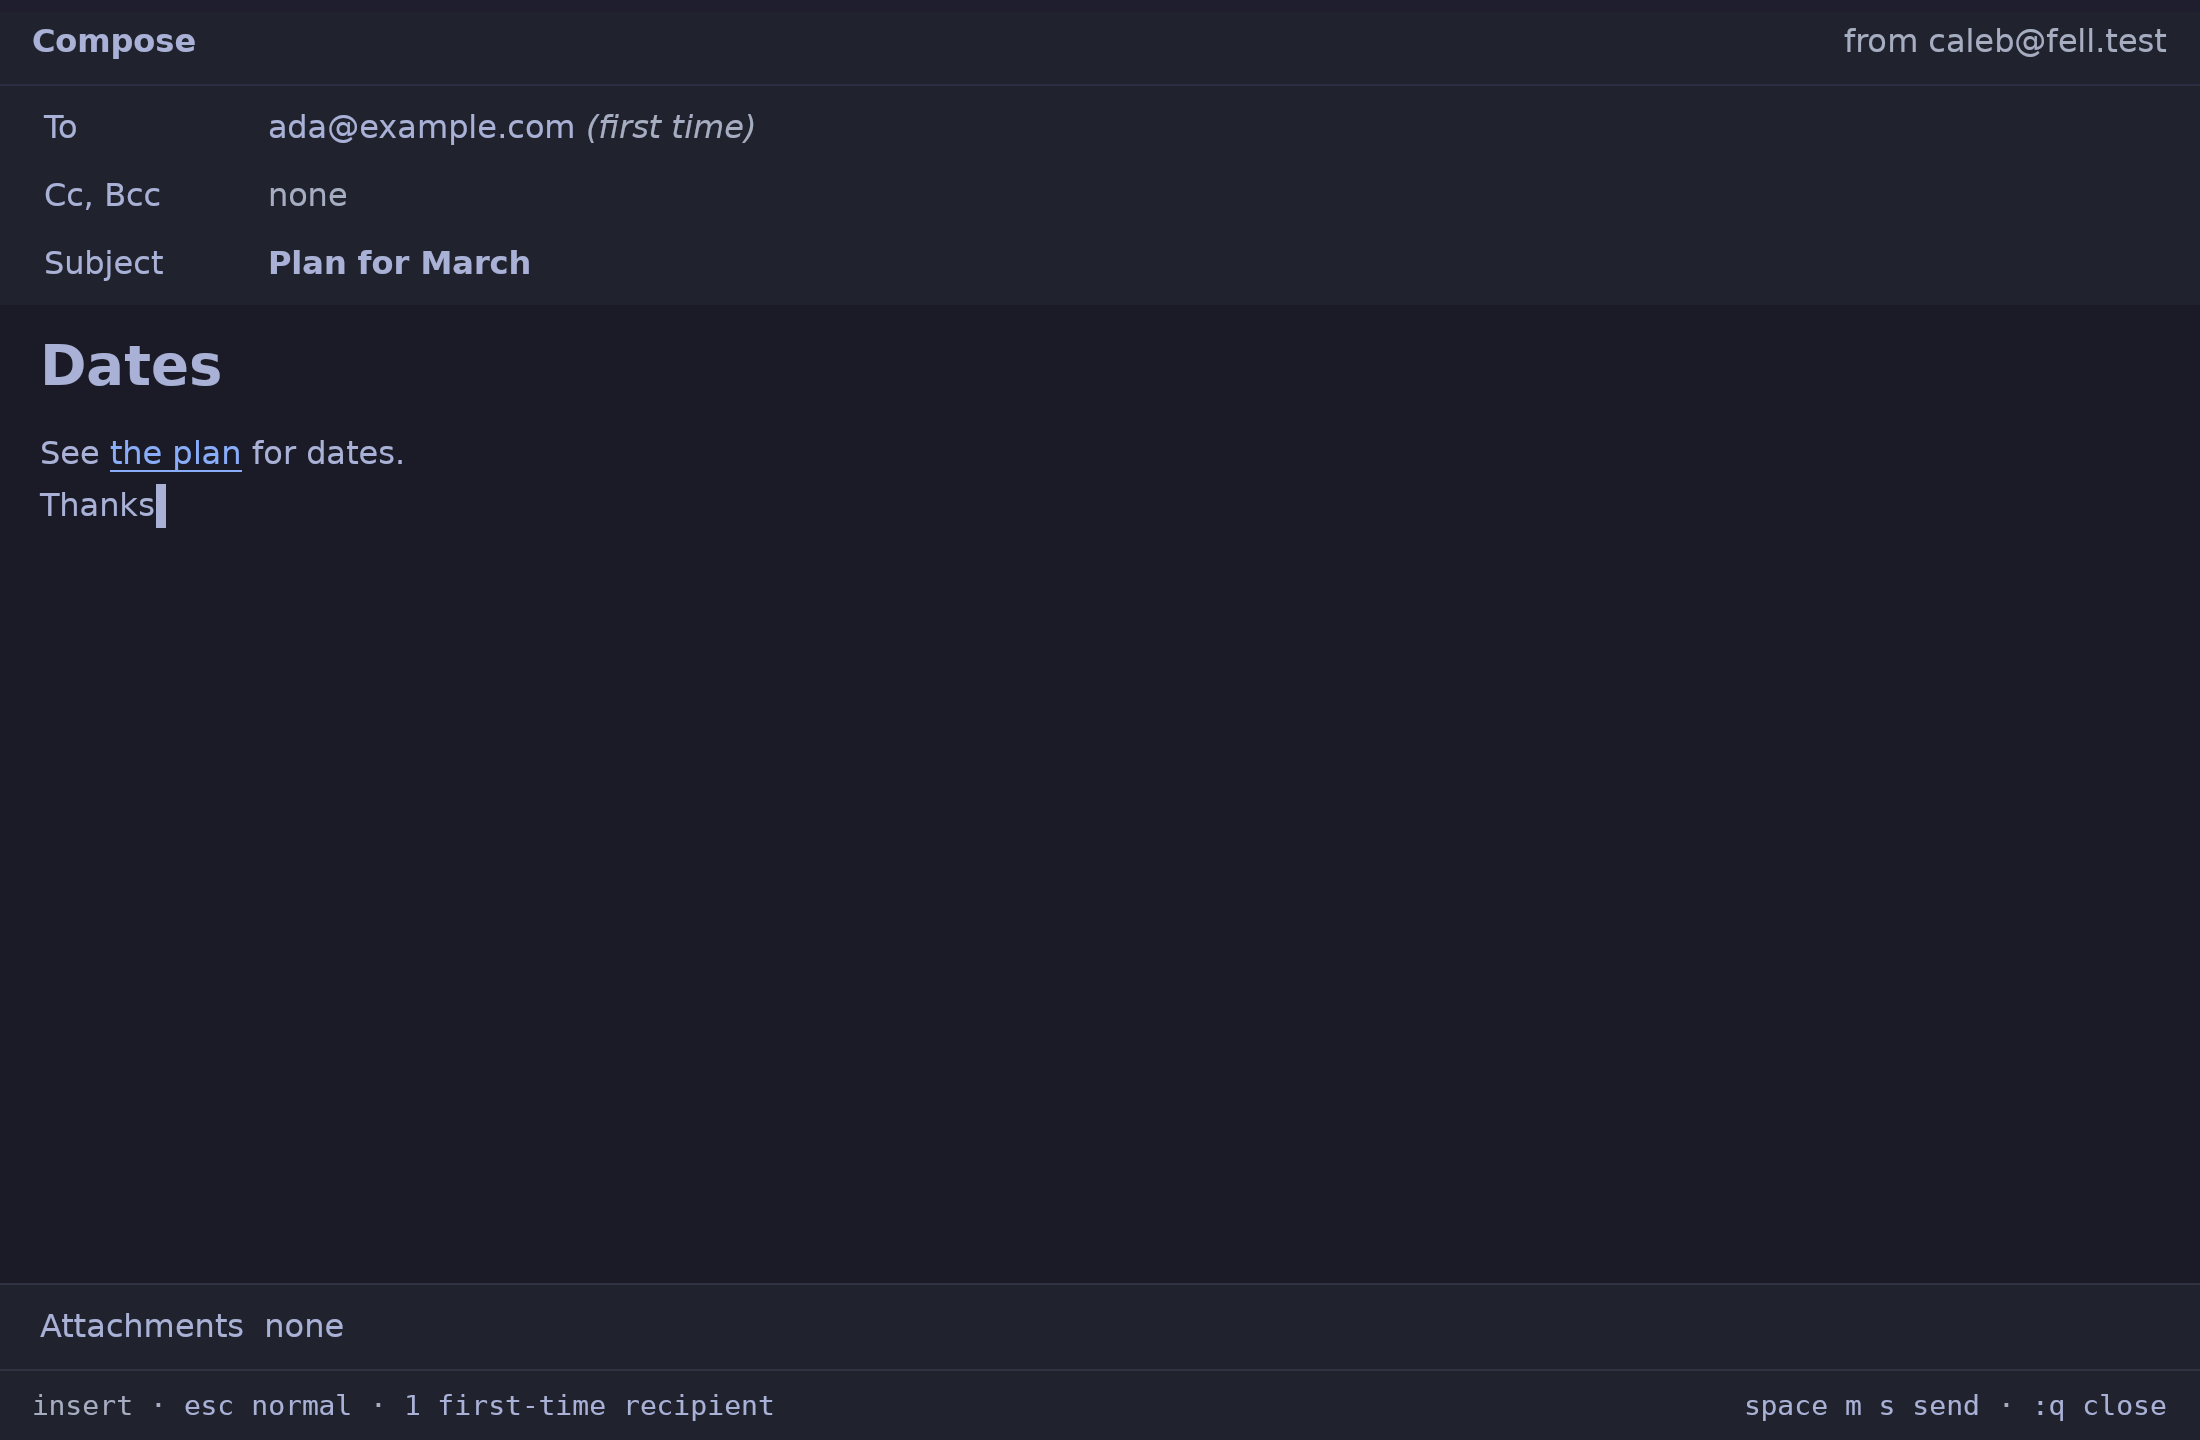 Compose from caleb@fell.test
To ada@example.com (first time)
Cc, Bcc none
Subject Plan for March
Dates
See the plan for dates.
Thanks
Attachments none
insert · esc normal · 1 first-time recipient space m s send · :q close